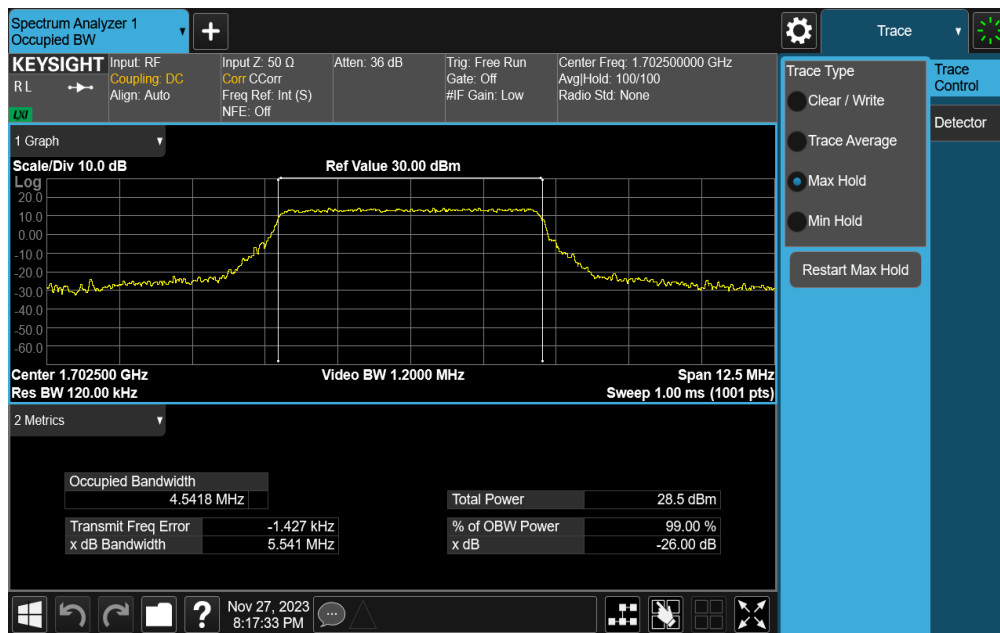 Spectrum Analyzer 1
Occupied BW
Trace
KEYSIGHT
RL
LXI
Input: RF
Coupling: DC
Align: Auto
Input Z: 50 Ω
Corr CCorr
Freq Ref: Int (S)
NFE: Off
Atten: 36 dB
Trig: Free Run
Gate: Off
#IF Gain: Low
Center Freq: 1.702500000 GHz
Avg|Hold: 100/100
Radio Std: None
Trace Type
Clear / Write
Trace Average
Max Hold
Min Hold
Restart Max Hold
Trace
Control
Detector
1 Graph
Scale/Div 10.0 dB
Ref Value 30.00 dBm
Log
20.0
10.0
0.00
-10.0
-20.0
-30.0
-40.0
-50.0
-60.0
Center 1.702500 GHz
Video BW 1.2000 MHz
Span 12.5 MHz
Res BW 120.00 kHz
Sweep 1.00 ms (1001 pts)
2 Metrics
Occupied Bandwidth
4.5418 MHz
Total Power 28.5 dBm
Transmit Freq Error -1.427 kHz
% of OBW Power 99.00 %
x dB Bandwidth 5.541 MHz
x dB -26.00 dB
?
Nov 27, 2023
8:17:33 PM